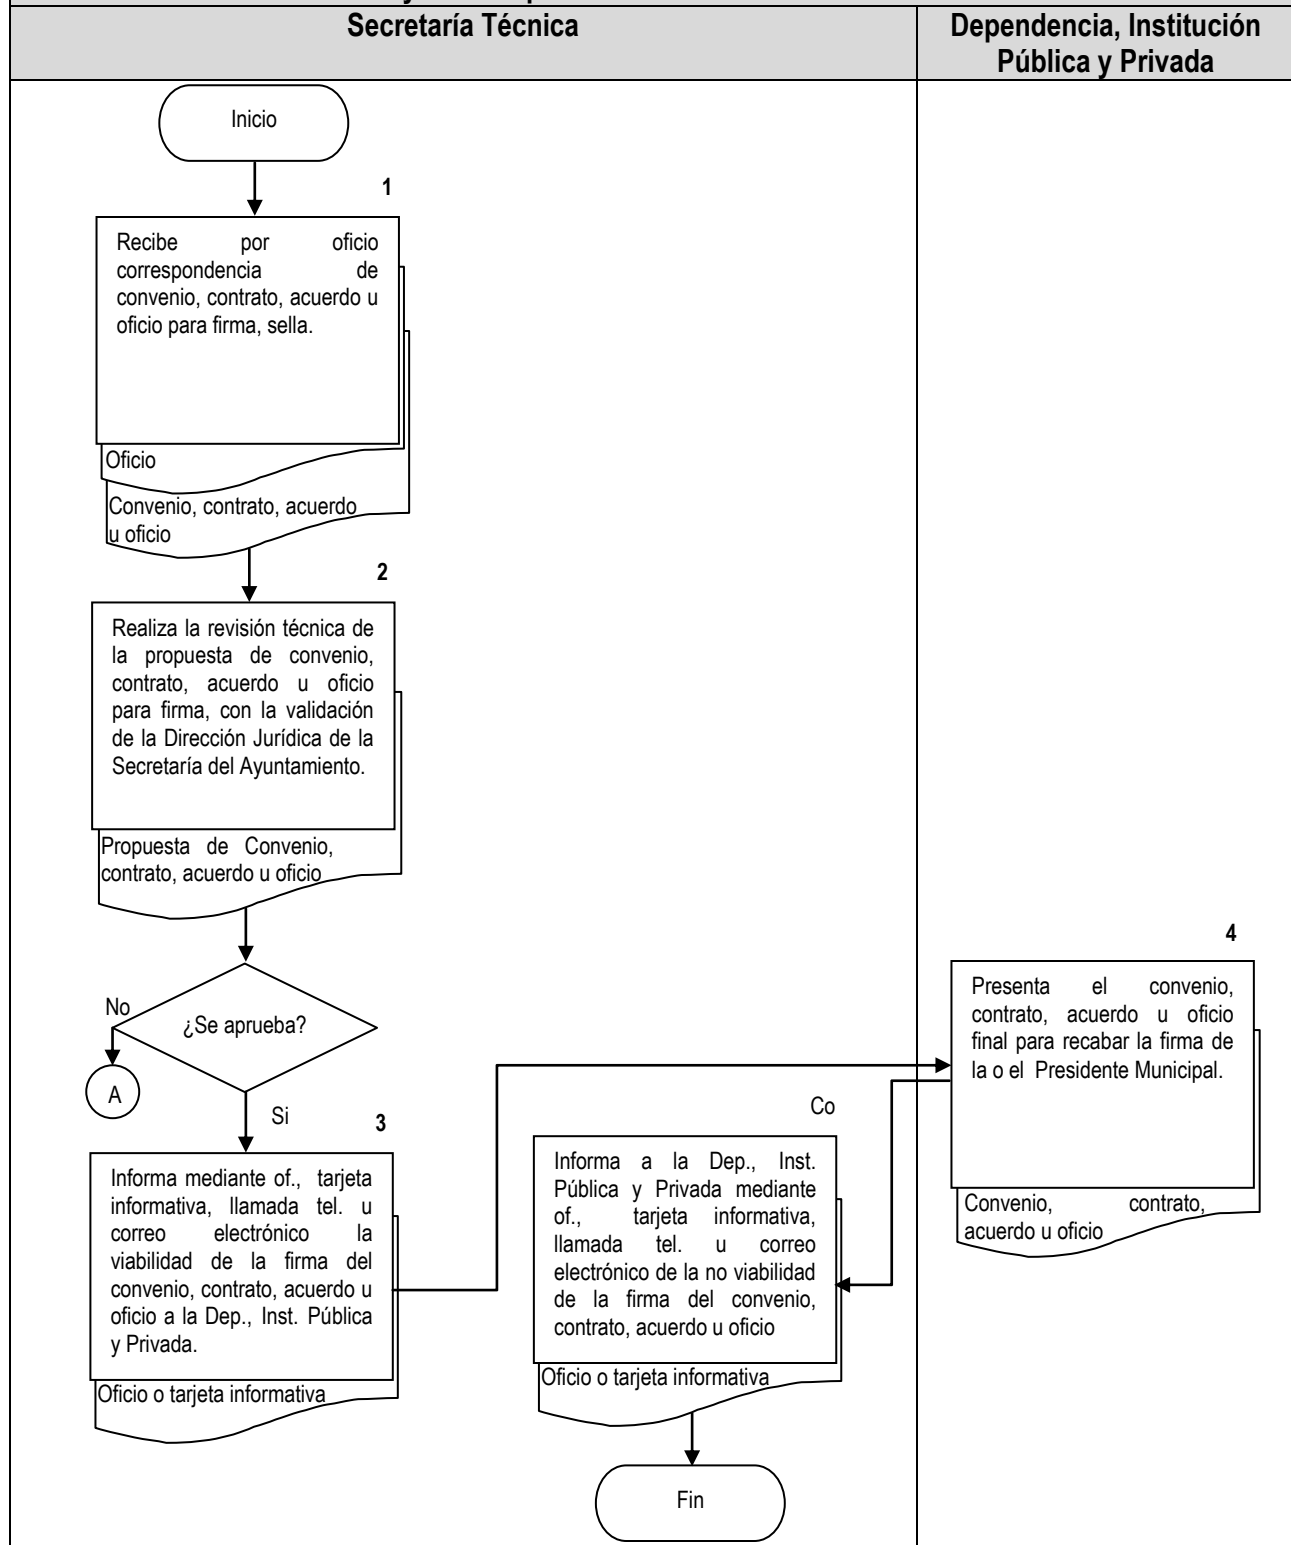 Secretaría Técnica
Dependencia, Institución
Pública y Privada
Inicio
1
Recibe por oficio
correspondencia de
convenio, contrato, acuerdo u
oficio para firma, sella.
Oficio
Convenio, contrato, acuerdo
u oficio
2
Realiza la revisión técnica de
la propuesta de convenio,
contrato, acuerdo u oficio
para firma, con la validación
de la Dirección Jurídica de la
Secretaría del Ayuntamiento.
Propuesta de Convenio,
contrato, acuerdo u oficio
No
¿Se aprueba?
A
Si
3
Informa mediante of., tarjeta
informativa, llamada tel. u
correo electrónico la
viabilidad de la firma del
convenio, contrato, acuerdo u
oficio a la Dep., Inst. Pública
y Privada.
Oficio o tarjeta informativa
4
Presenta el convenio,
contrato, acuerdo u oficio
final para recabar la firma de
la o el Presidente Municipal.
Convenio, contrato,
acuerdo u oficio
Co
Informa a la Dep., Inst.
Pública y Privada mediante
of., tarjeta informativa,
llamada tel. u correo
electrónico de la no viabilidad
de la firma del convenio,
contrato, acuerdo u oficio
Oficio o tarjeta informativa
Fin